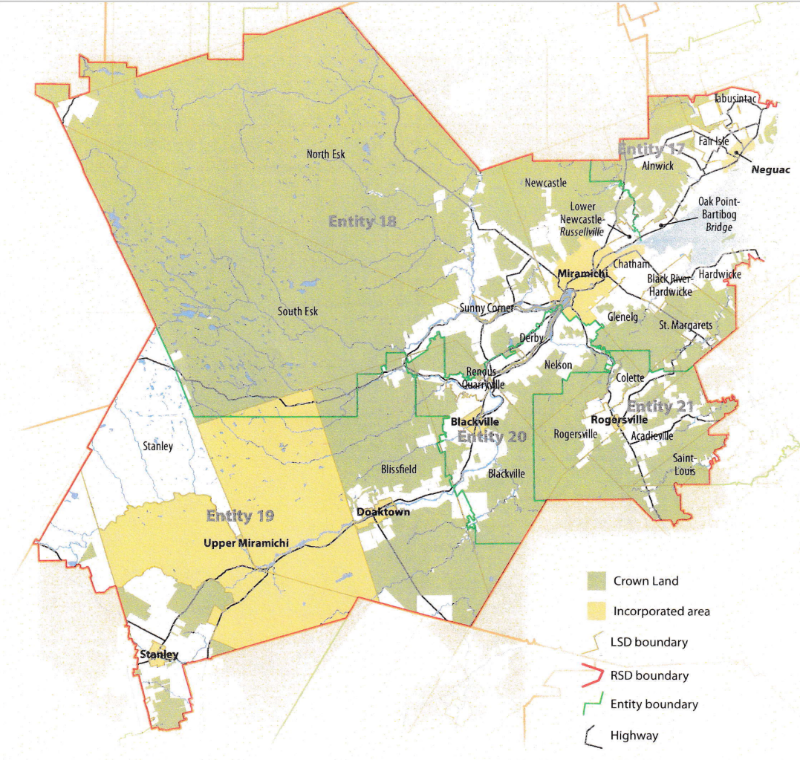 Tabusintac
Fair Isle
Entity 17
Alnwick
Neguac
North Esk
Newcastle
Lower
Newcastle-
Russellville
Oak Point-
Bartibog
Bridge
Entity 18
Chatham
Miramichi
Black River-
Hardwicke
Hardwicke
South Esk
Sunny Corner
Glenelg
St. Margarets
Derby
Nelson
Renous
Quarryville
Colette
Entity 21
Blackville
Rogersville
Entity 20
Rogersville
Acadieville
Stanley
Blissfield
Blackville
Saint-
Louis
Entity 19
Doaktown
Upper Miramichi
Stanley
Crown Land
Incorporated area
LSD boundary
RSD boundary
Entity boundary
Highway